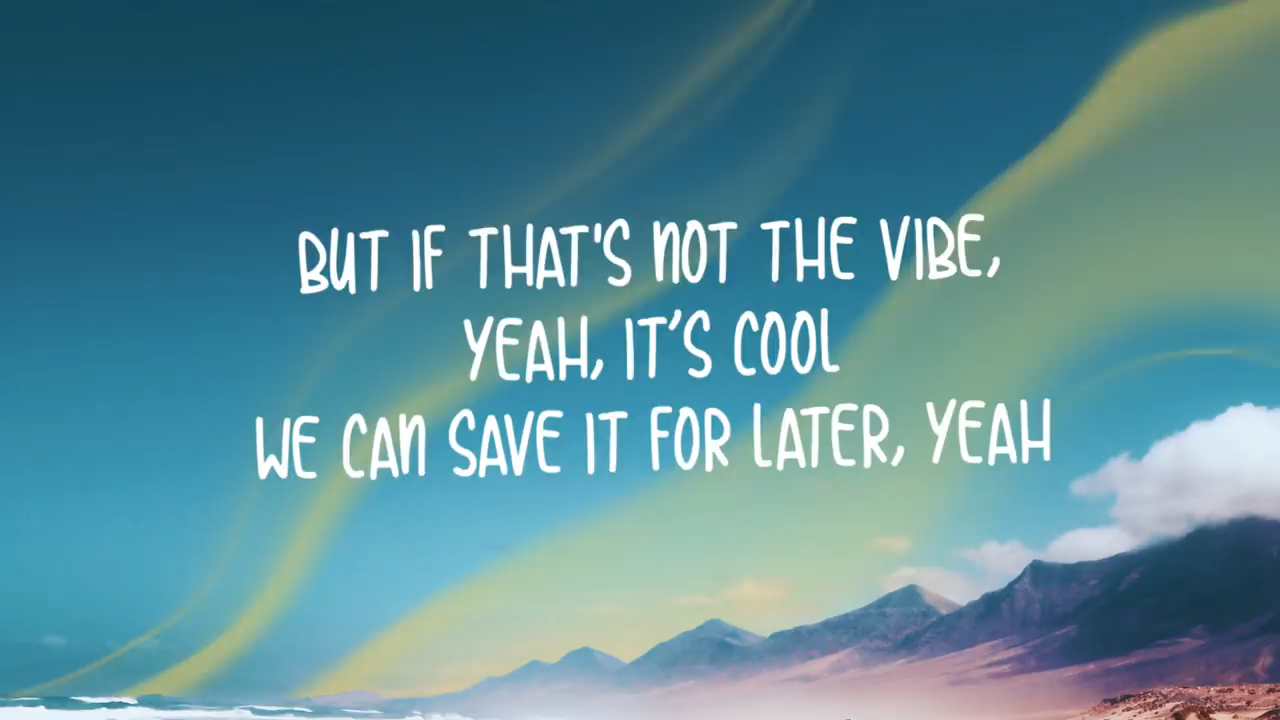 BUT IF THAT'S NOT THE VIBE,
YEAH, IT'S COOL
WE CAN SAVE IT FOR LATER, YEAH